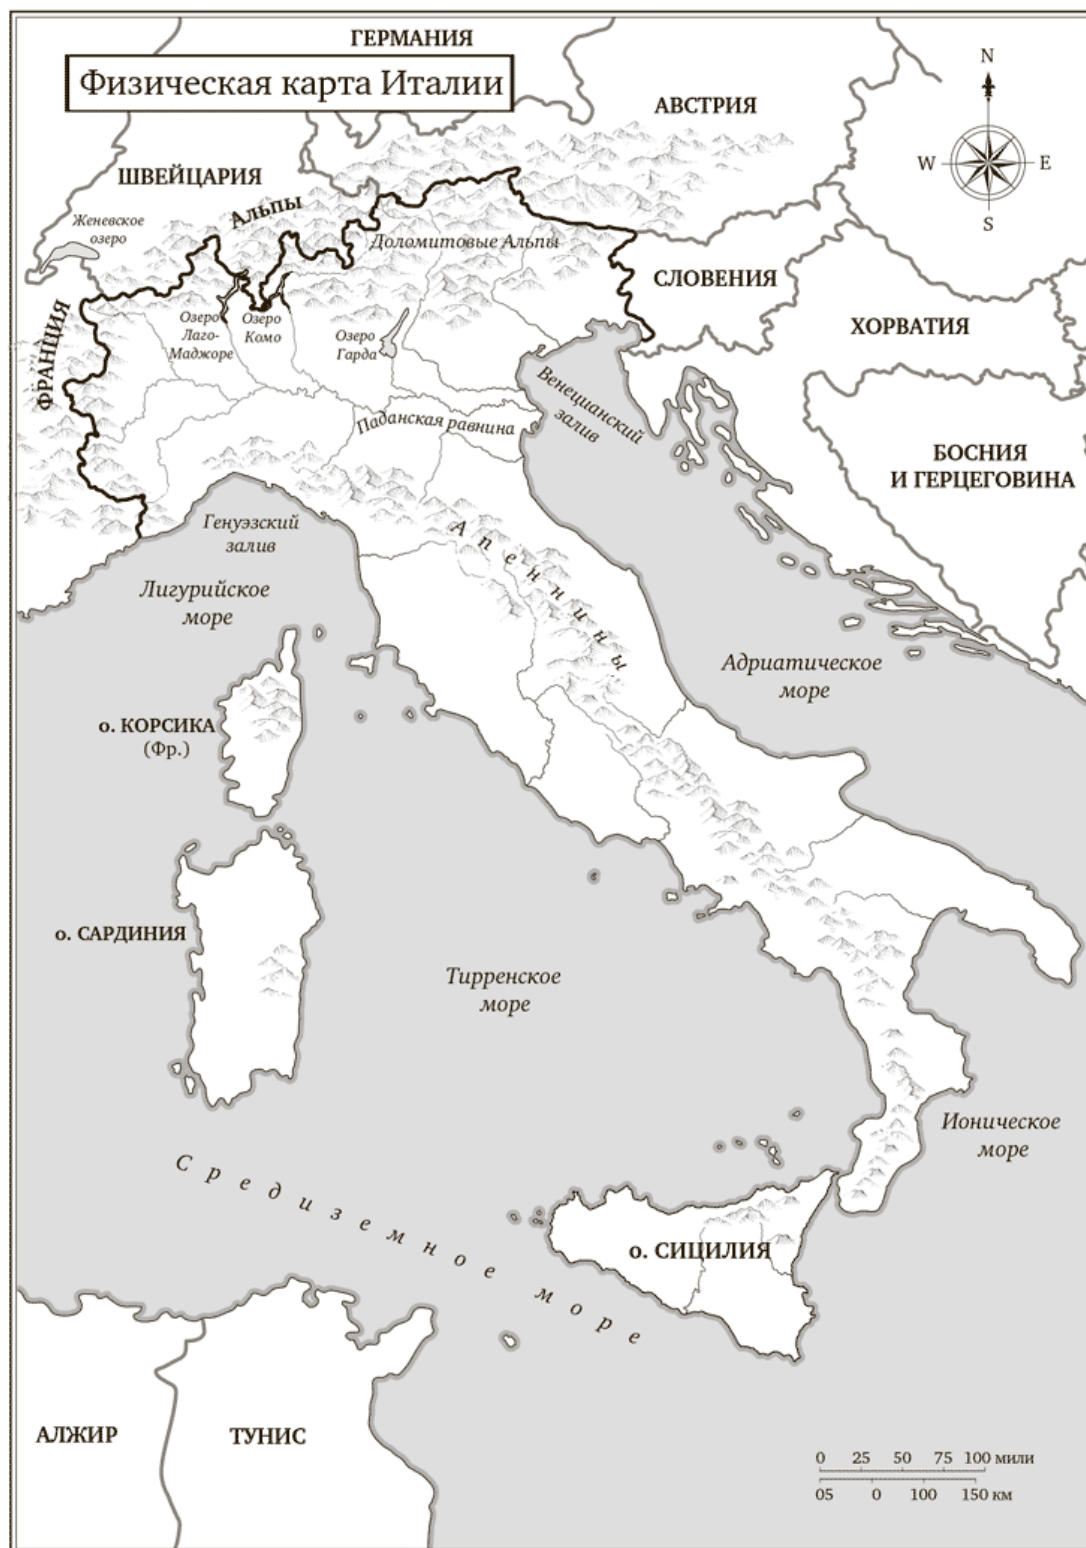 ГЕРМАНИЯ
Физическая карта Италии
N
W
E
S
АВСТРИЯ
ШВЕЙЦАРИЯ
Альпы
Женевское
озеро
Доломитовые Альпы
СЛОВЕНИЯ
ФРАНЦИЯ
Озеро
Лаго-
Маджоре
Озеро
Комо
Озеро
Гарда
ХОРВАТИЯ
Венецианский
залив
Паданская равнина
БОСНИЯ
И ГЕРЦЕГОВИНА
Генуэзский
залив
Апеннины
Лигурийское
море
Адриатическое
море
о. КОРСИКА
(Фр.)
о. САРДИНИЯ
Тирренское
море
Ионическое
море
Средиземное море
о. СИЦИЛИЯ
АЛЖИР
ТУНИС
0 25 50 75 100 мили
05 0 100 150 км